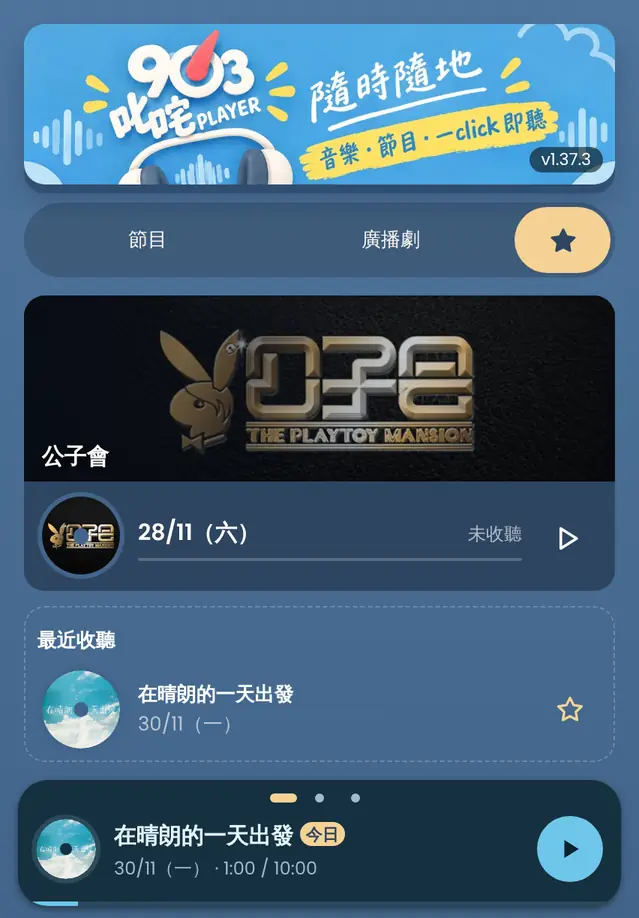 903
叱咤PLAYER
隨時隨地
音樂·節目·一click即聽
v1.37.3
節目
廣播劇
公子會
THE PLAYTOY MANSION
公子會
28/11（六）
未收聽
最近收聽
在晴朗的一天出發
30/11（一）
在晴朗的一天出發 今日
30/11（一） · 1:00 / 10:00